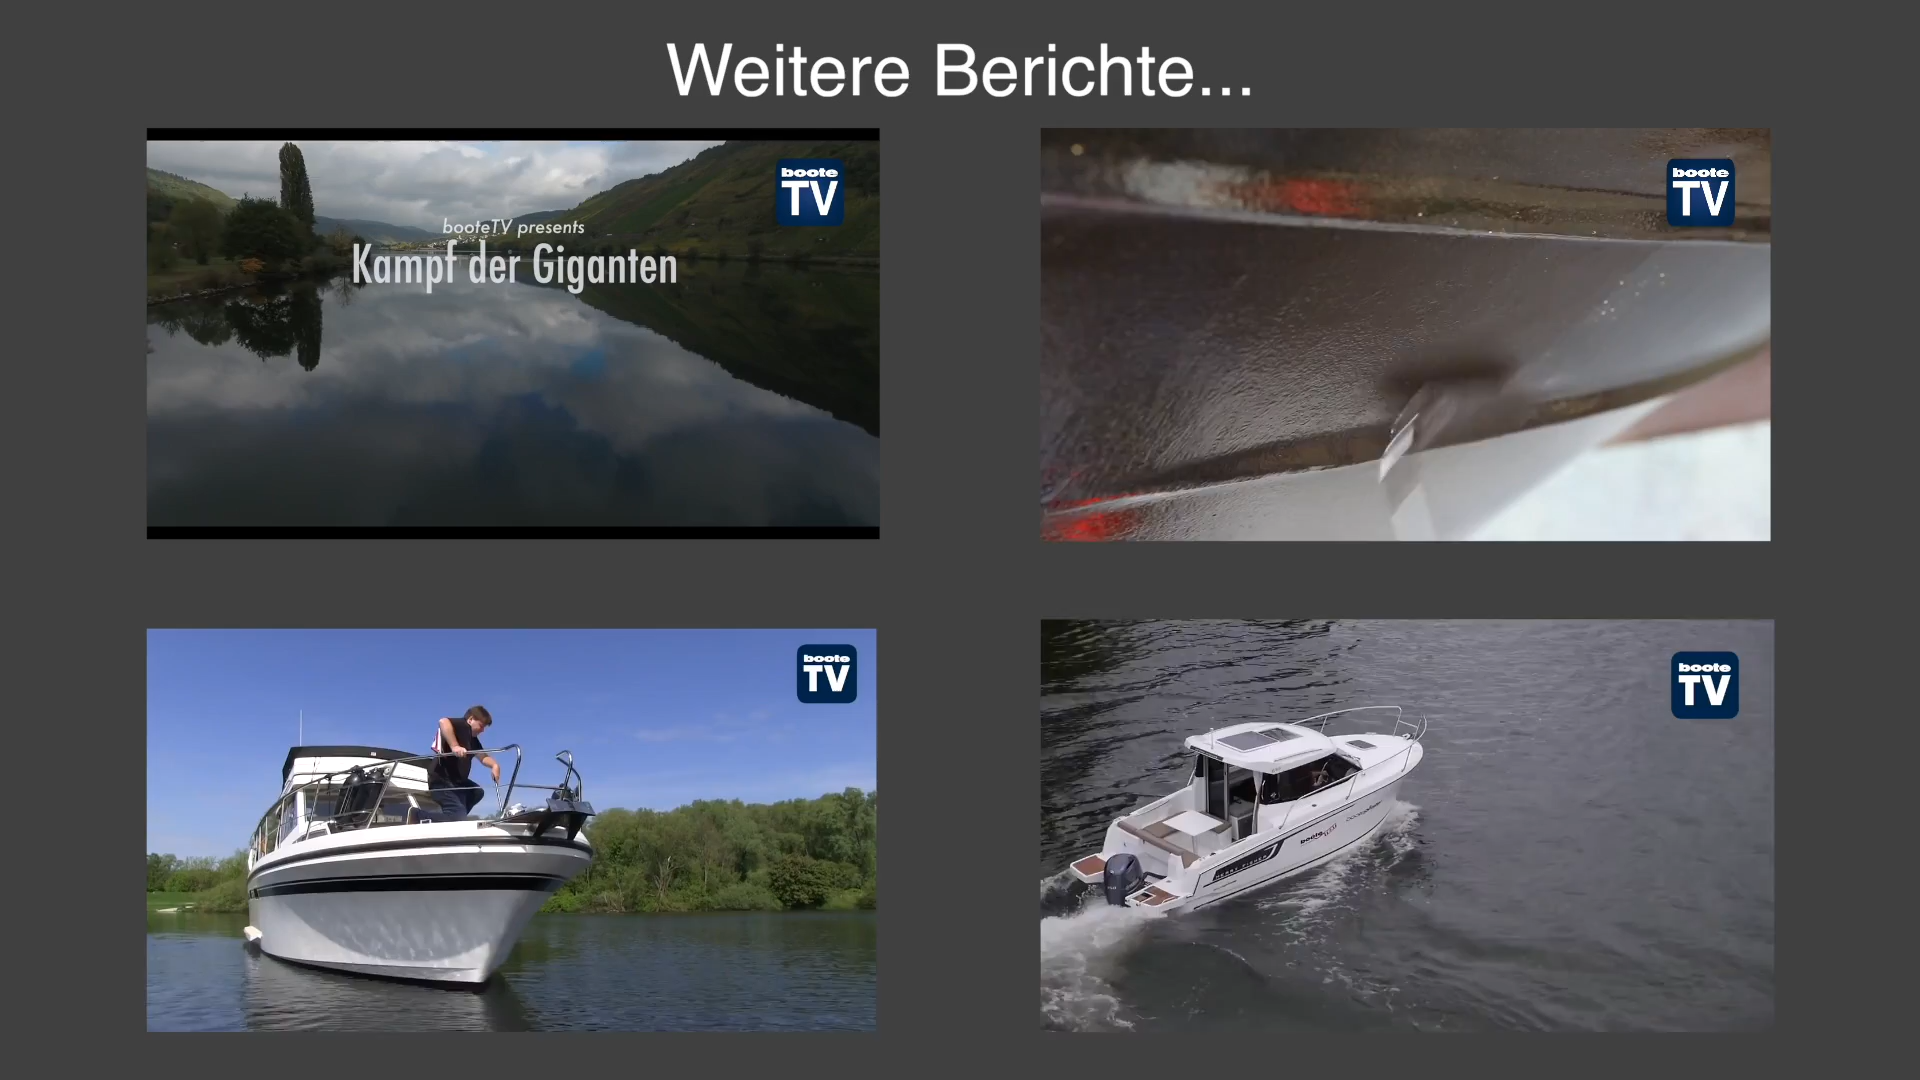 Weitere Berichte...
boote
TV
booteTV presents
Kampf der Giganten
boote
TV
boote
TV
boote
TV